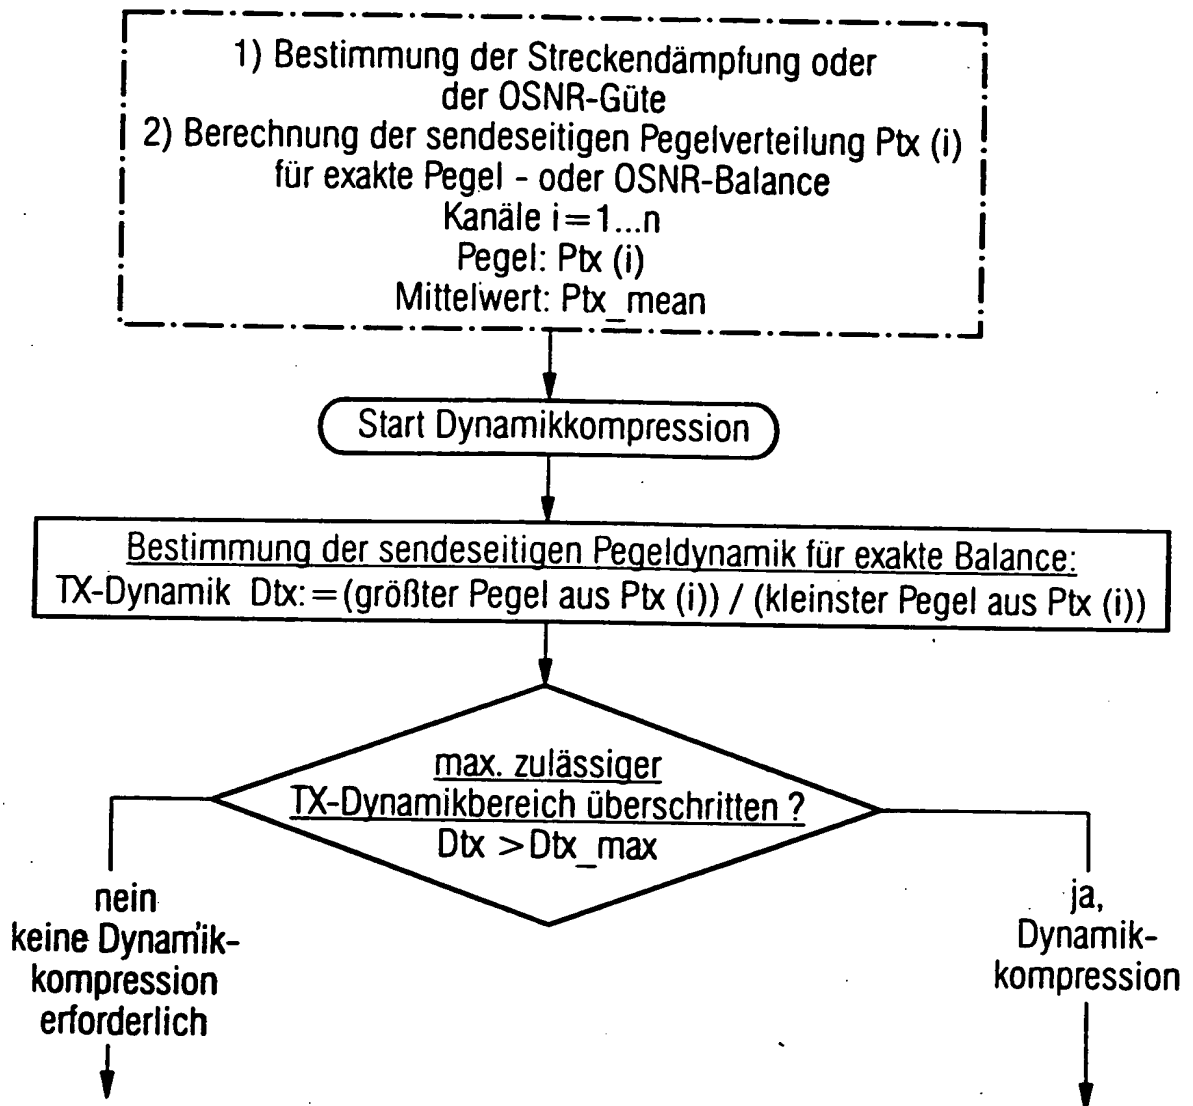 1) Bestimmung der Streckendämpfung oder
der OSNR-Güte
2) Berechnung der sendeseitigen Pegelverteilung Ptx (i)
für exakte Pegel - oder OSNR-Balance
Kanäle i=1...n
Pegel: Ptx (i)
Mittelwert: Ptx_mean
Start Dynamikkompression
Bestimmung der sendeseitigen Pegeldynamik für exakte Balance:
TX-Dynamik Dtx:=(größter Pegel aus Ptx (i)) / (kleinster Pegel aus Ptx (i))
max. zulässiger
TX-Dynamikbereich überschritten ?
Dtx >Dtx_max
nein
keine Dynamik-
kompression
erforderlich
ja,
Dynamik-
kompression